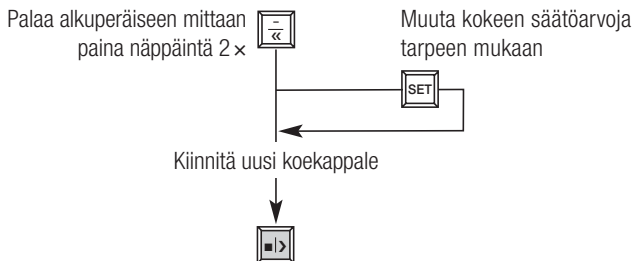 Palaa alkuperäiseen mittaan
paina näppäintä 2 ×
- «
Muuta kokeen säätöarvoja
tarpeen mukaan
SET
Kiinnitä uusi koekappale